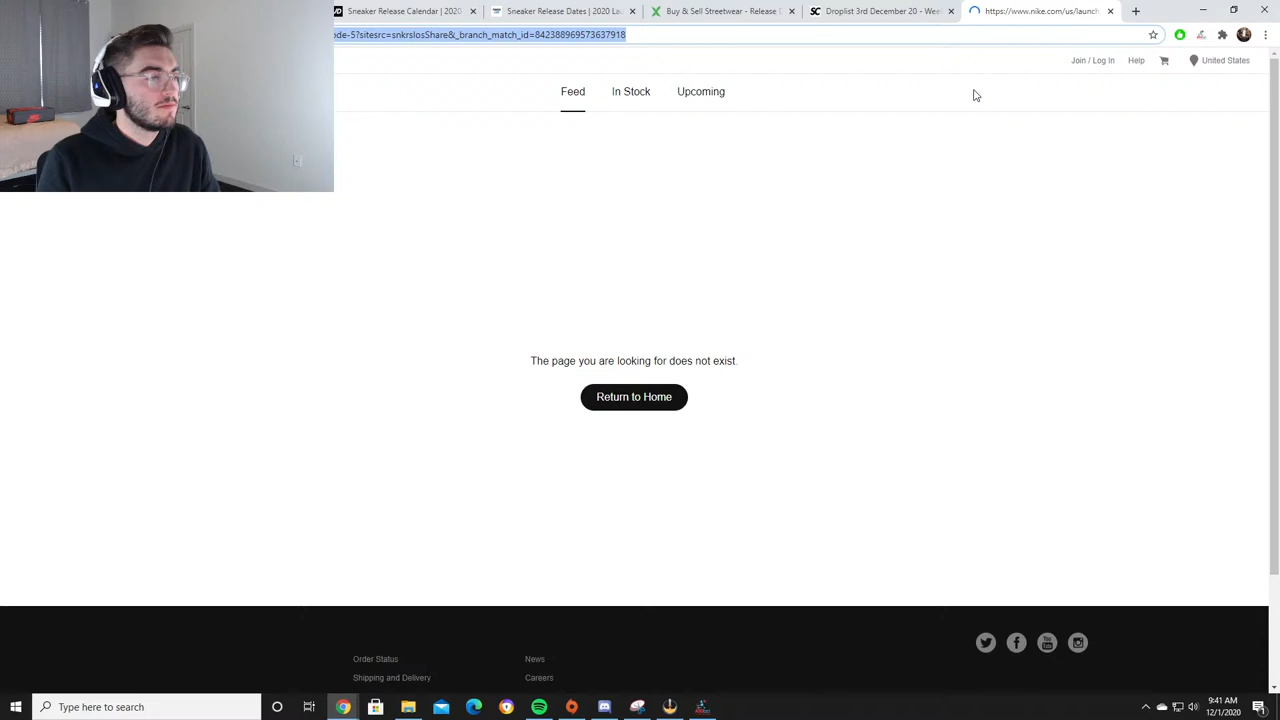 Sneaker Release Calendar | 2020
Sneaker Release Dates | 2020 La
Buy & Sell Streetwear - Release D
Droplist 3rd December 20 - Wee
https://www.nike.com/us/launch
ode-5?sitesrc=snkrsIosShare&_branch_match_id=842388969573637918
Join / Log In
Help
United States
Feed
In Stock
Upcoming
The page you are looking for does not exist.
Return to Home
Order Status
News
Shipping and Delivery
Careers
You Tube
Type here to search
9:41 AM
12/1/2020